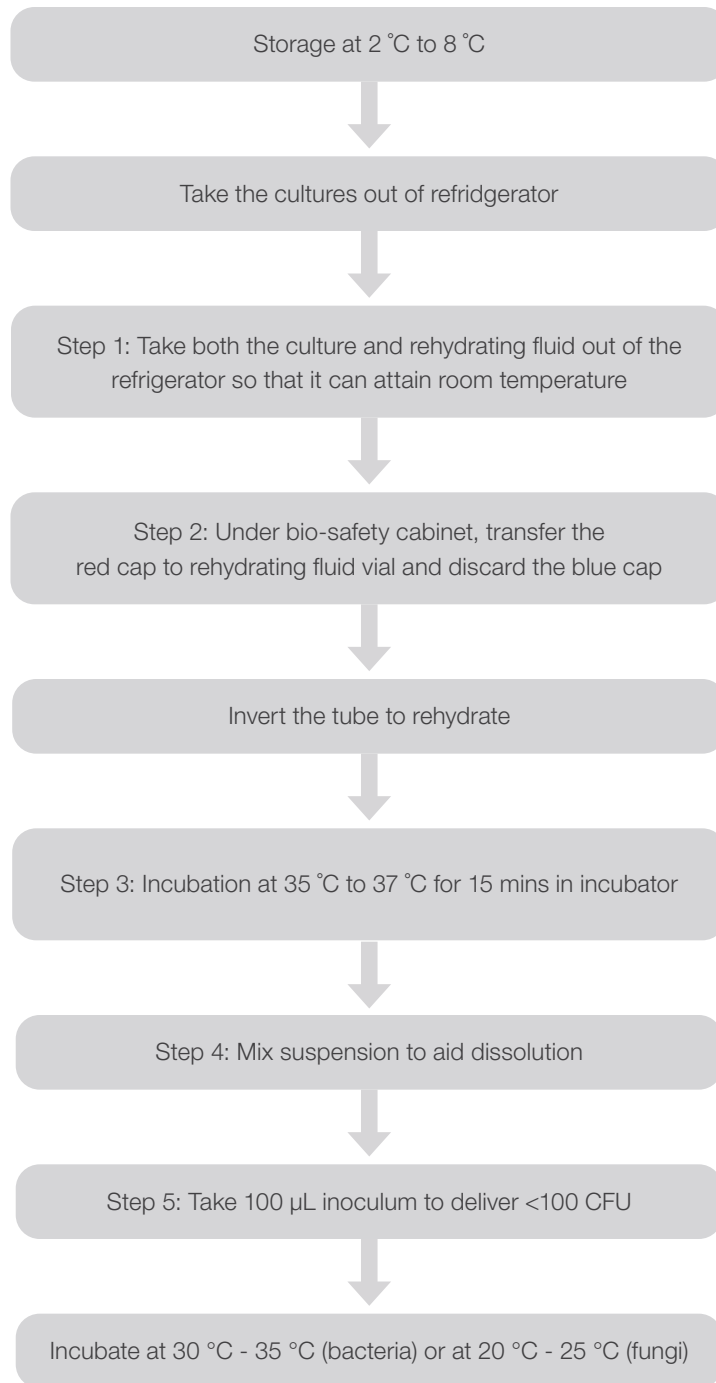 Storage at 2 ˚C to 8 ˚C
Take the cultures out of refridgerator
Step 1: Take both the culture and rehydrating fluid out of the
refrigerator so that it can attain room temperature
Step 2: Under bio-safety cabinet, transfer the
red cap to rehydrating fluid vial and discard the blue cap
Invert the tube to rehydrate
Step 3: Incubation at 35 ˚C to 37 ˚C for 15 mins in incubator
Step 4: Mix suspension to aid dissolution
Step 5: Take 100 µL inoculum to deliver <100 CFU
Incubate at 30 °C - 35 °C (bacteria) or at 20 °C - 25 °C (fungi)